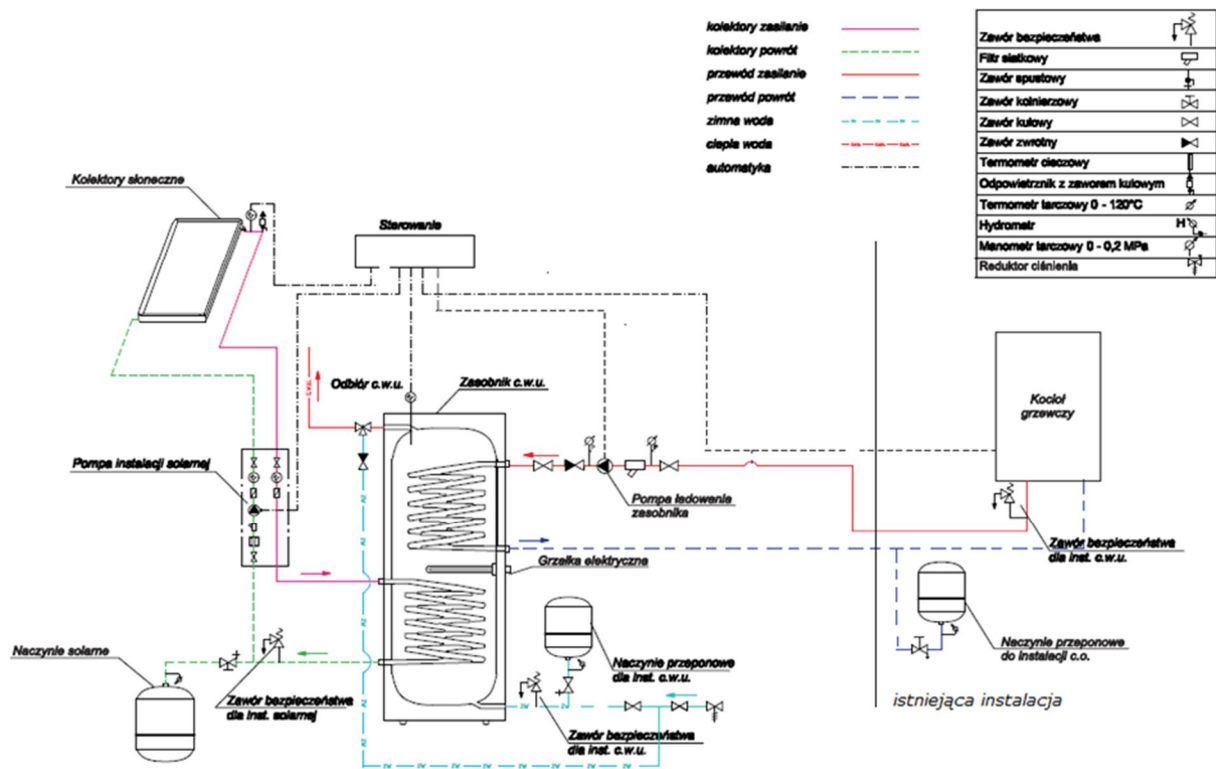 kolektory zasilanie
kolektory powrót
przewód zasilanie
przewód powrót
zimna woda
ciepła woda
automatyka
Zawór bezpieczeństwa
Filtr siatkowy
Zawór spustowy
Zawór kołnierzowy
Zawór kulowy
Zawór zwrotny
Termometr cieczowy
Odpowietrznik z zaworem kulowym
Termometr tarczowy 0 - 120°C
Hydrometr
H
Manometr tarczowy 0 - 0,2 MPa
Reduktor ciśnienia
Kolektory słoneczne
Sterowanie
Odbiór c.w.u.
Zasobnik c.w.u.
Kocioł
grzewczy
Pompa instalacji solarnej
Pompa ładowania
zasobnika
Zawór bezpieczeństwa
dla inst. c.w.u.
Grzałka elektryczna
Naczynie solarne
Naczynie przeponowe
dla inst. c.w.u.
Naczynie przeponowe
do instalacji c.o.
Zawór bezpieczeństwa
dla inst. solarnej
istniejąca instalacja
Zawór bezpieczeństwa
dla inst. c.w.u.